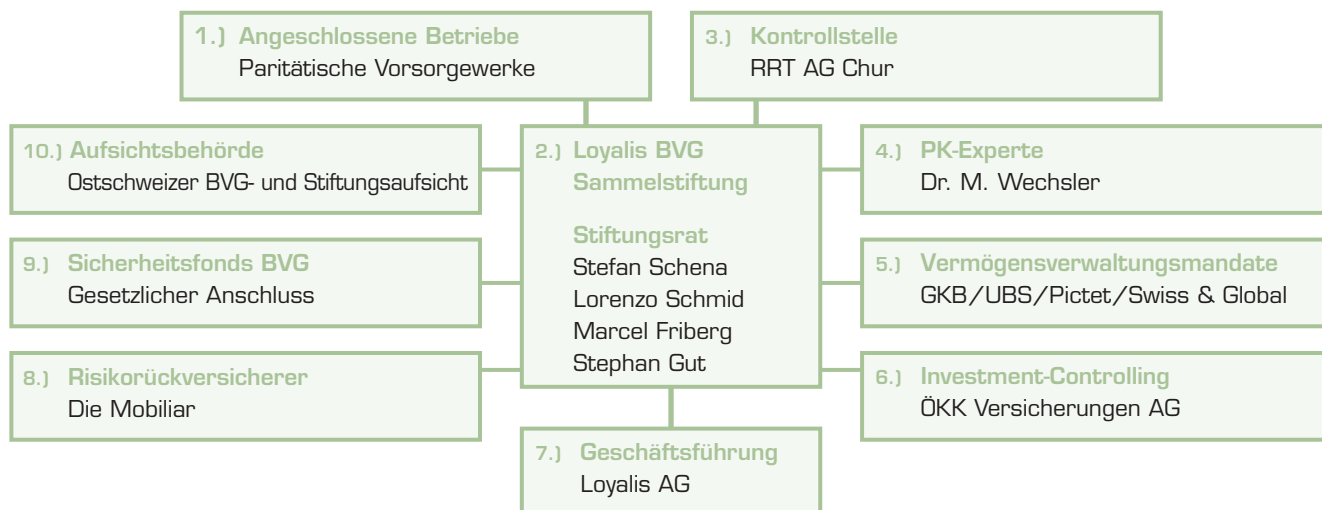 1.) Angeschlossene Betriebe
Paritätische Vorsorgewerke
2.) Loyalis BVG
Sammelstiftung
Stiftungsrat
Stefan Schena
Lorenzo Schmid
Marcel Friberg
Stephan Gut
3.) Kontrollstelle
RRT AG Chur
4.) PK-Experte
Dr. M. Wechsler
5.) Vermögensverwaltungsmandate
GKB/UBS/Pictet/Swiss & Global
6.) Investment-Controlling
ÖKK Versicherungen AG
7.) Geschäftsführung
Loyalis AG
8.) Risikorückversicherer
Die Mobiliar
9.) Sicherheitsfonds BVG
Gesetzlicher Anschluss
10.) Aufsichtsbehörde
Ostschweizer BVG- und Stiftungsaufsicht